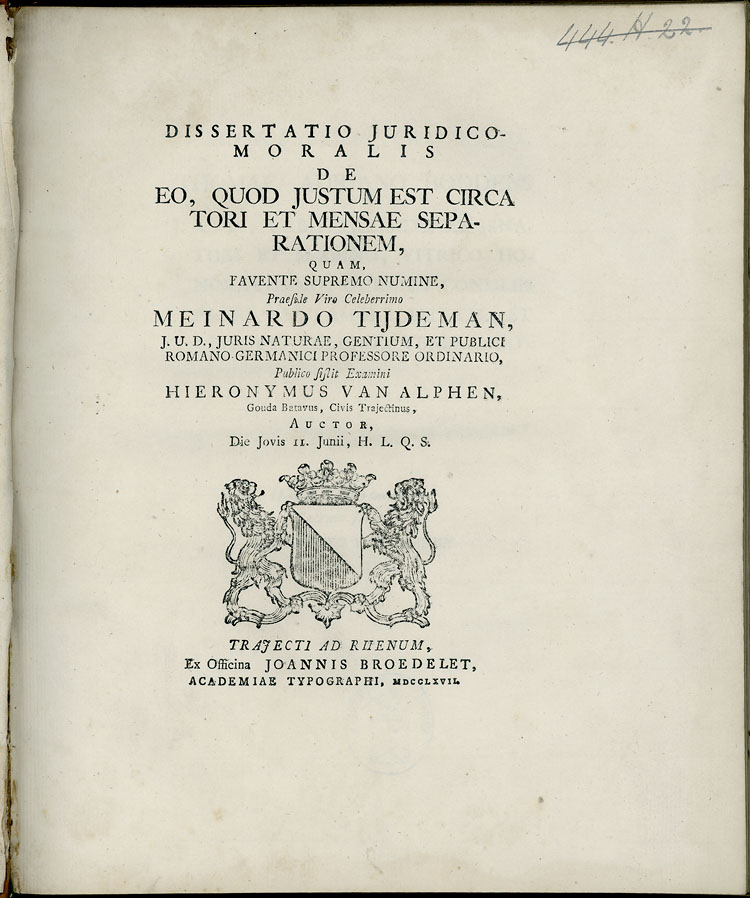 444. H. 22.
DISSERTATIO JURIDICO-
MORALIS
DE
EO, QUOD JUSTUM EST CIRCA
TORI ET MENSAE SEPA-
RATIONEM,
QUAM,
FAVENTE SUPREMO NUMINE,
Praeſide Viro Celeberrimo
MEINARDO TIJDEMAN,
J. U. D., JURIS NATURAE, GENTIUM, ET PUBLICI
ROMANO-GERMANICI PROFESSORE ORDINARIO,
Publico ſiſtit Examini
HIERONYMUS VAN ALPHEN,
Gouda Batavus, Civis Trajectinus,
AUCTOR,
Die Jovis 11. Junii, H. L. Q. S.
TRAJECTI AD RHENUM,
Ex Officina JOANNIS BROEDELET,
ACADEMIAE TYPOGRAPHI, MDCCLXVII.